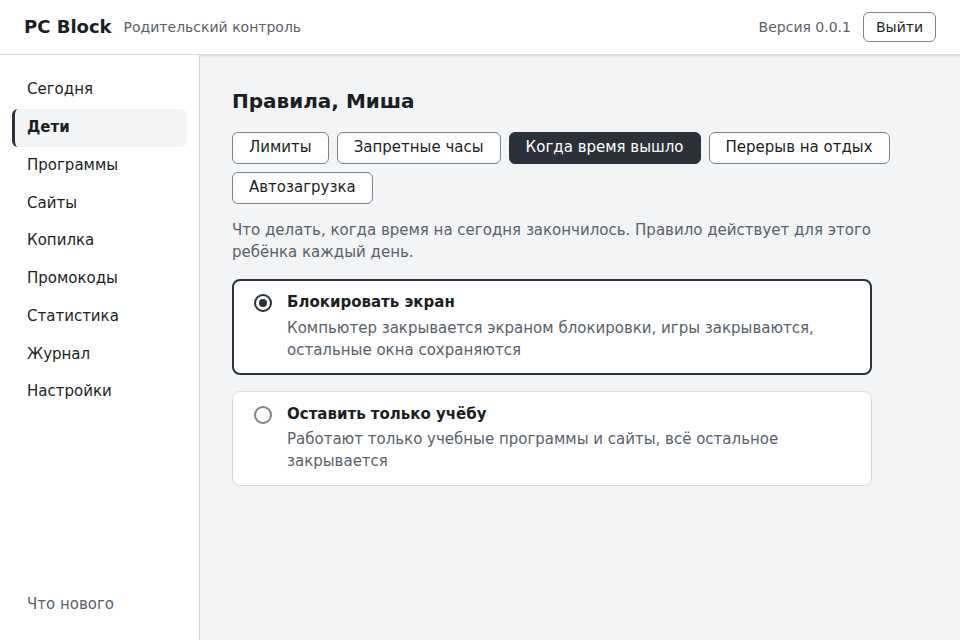 PC Block Родительский контроль
Версия 0.0.1 Выйти
Сегодня
Дети
Программы
Сайты
Копилка
Промокоды
Статистика
Журнал
Настройки
Что нового
Правила, Миша
Лимиты Запретные часы Когда время вышло Перерыв на отдых
Автозагрузка
Что делать, когда время на сегодня закончилось. Правило действует для этого
ребёнка каждый день.
Блокировать экран
Компьютер закрывается экраном блокировки, игры закрываются,
остальные окна сохраняются
Оставить только учёбу
Работают только учебные программы и сайты, всё остальное
закрывается